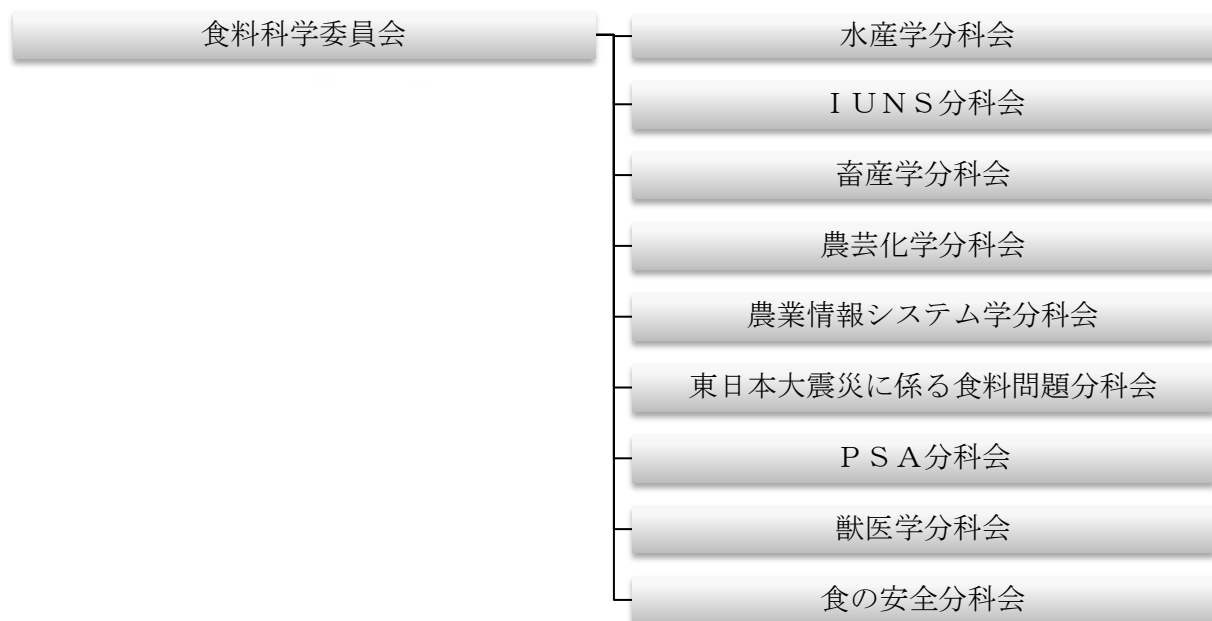 食料科学委員会
水産学分科会
ＩＵＮＳ分科会
畜産学分科会
農芸化学分科会
農業情報システム学分科会
東日本大震災に係る食料問題分科会
ＰＳＡ分科会
獣医学分科会
食の安全分科会